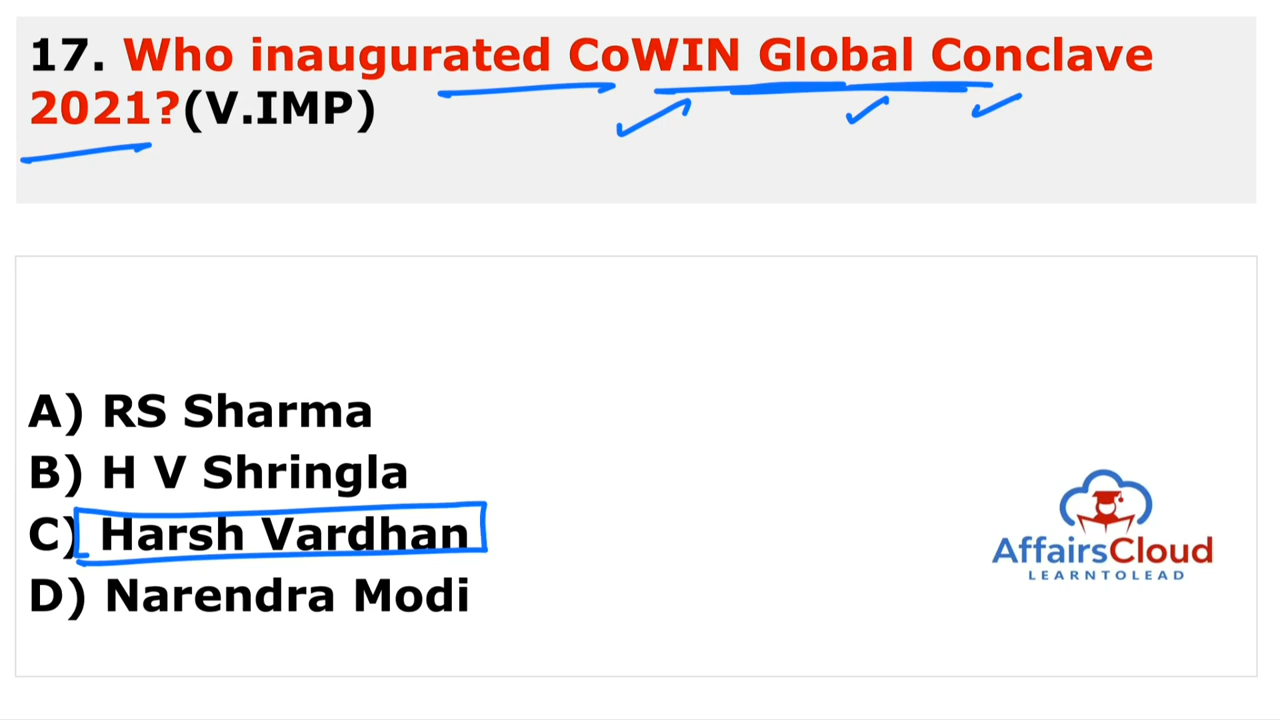 17. Who inaugurated CoWIN Global Conclave
2021?(V.IMP)
A) RS Sharma
B) H V Shringla
C) Harsh Vardhan
D) Narendra Modi
AffairsCloud
LEARNTOLEAD